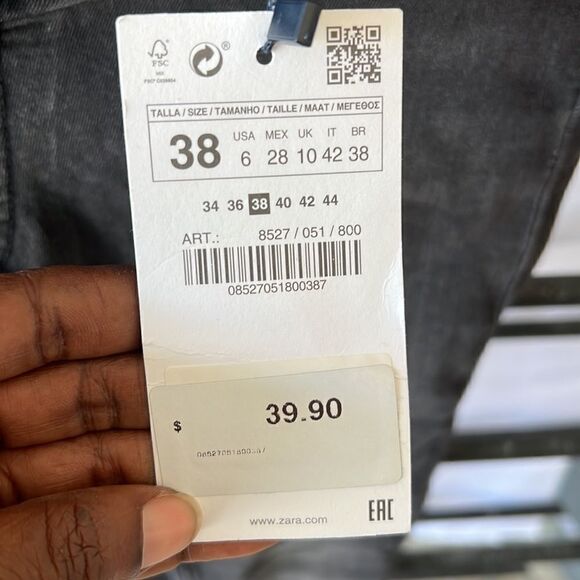 FSC
MIX
TALLA / SIZE / TAMANHO / TAILLE / MAAT / ΜΕΓΕΘΟΣ
USA MEX UK IT BR
38 6 28 10 42 38
34 36 38 40 42 44
ART.: 8527 / 051 / 800
08527051800387
$ 39.90
www.zara.com
EAC